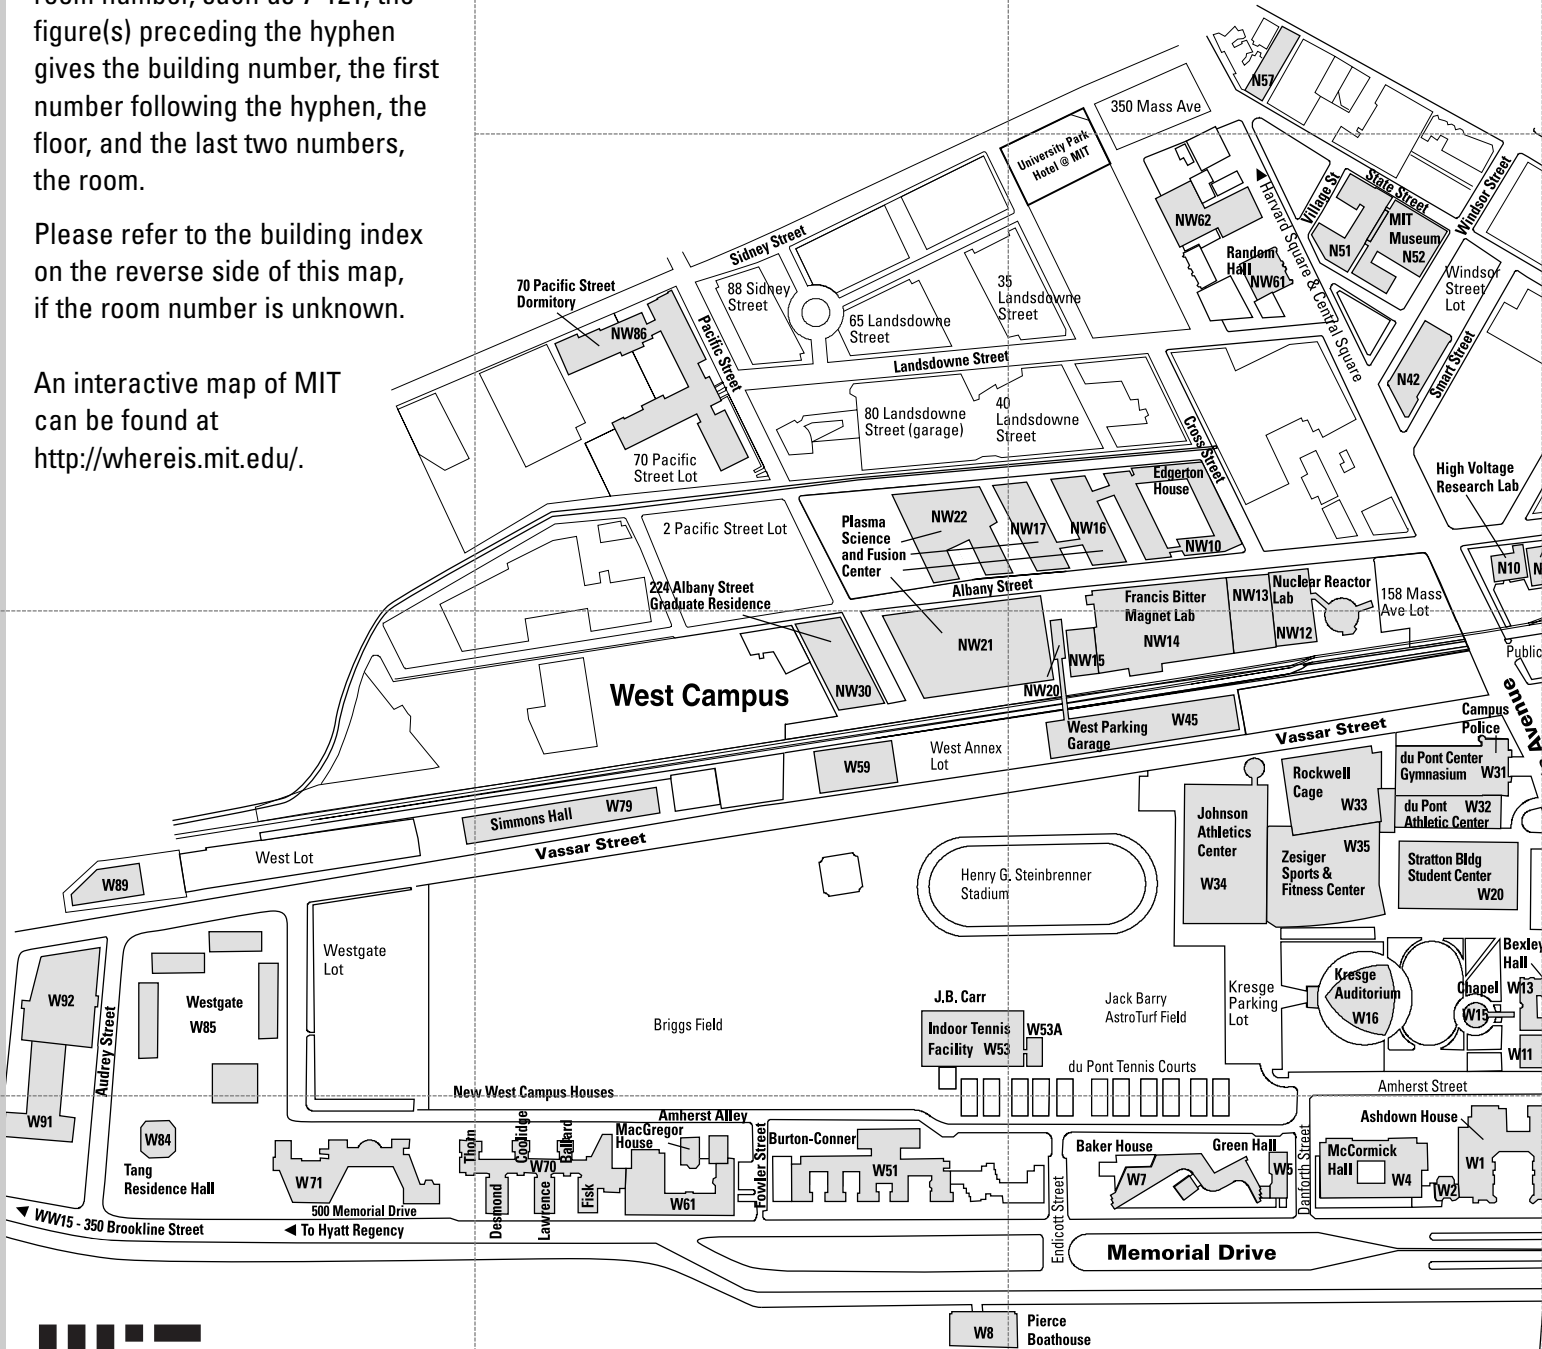 room number, such as 7-121, the
figure(s) preceding the hyphen
gives the building number, the first
number following the hyphen, the
floor, and the last two numbers,
the room.
Please refer to the building index
on the reverse side of this map,
if the room number is unknown.
An interactive map of MIT
can be found at
http://whereis.mit.edu/.
N57
350 Mass Ave
University Park
Hotel @ MIT
Harvard Square & Central Square
Village St
State Street
Windsor Street
NW62
MIT
Museum
N51
N52
Random
Hall
NW61
Windsor
Street
Lot
Sidney Street
70 Pacific Street
Dormitory
NW86
Pacific Street
88 Sidney
Street
65 Landsdowne
Street
35
Landsdowne
Street
Landsdowne Street
N42
Smart Street
80 Landsdowne
Street (garage)
40
Landsdowne
Street
Cross Street
70 Pacific
Street Lot
Edgerton
House
High Voltage
Research Lab
2 Pacific Street Lot
Plasma
Science
and Fusion
Center
NW22
NW17
NW16
NW10
N10
N
224 Albany Street
Graduate Residence
Albany Street
Francis Bitter
Magnet Lab
NW13
Nuclear Reactor
Lab
158 Mass
Ave Lot
NW12
NW14
NW21
NW15
NW20
NW30
Public
West Campus
Avenue
Campus
Police
West Parking
Garage
W45
Vassar Street
West Annex
Lot
W59
du Pont Center
Gymnasium
W31
Rockwell
Cage
W33
du Pont
Athletic Center
W32
Simmons Hall
W79
Johnson
Athletics
Center
W34
Vassar Street
W35
Zesiger
Sports &
Fitness Center
Stratton Bldg
Student Center
W20
West Lot
W89
Henry G. Steinbrenner
Stadium
Westgate
Lot
Bexley
Hall
W92
Westgate
W85
Audrey Street
Briggs Field
J.B. Carr
Indoor Tennis
Facility
W53
W53A
Jack Barry
AstroTurf Field
Kresge
Parking
Lot
Kresge
Auditorium
W16
Chapel
W13
W15
W11
du Pont Tennis Courts
Amherst Street
New West Campus Houses
W91
W84
Tang
Residence Hall
W71
500 Memorial Drive
Thorn
Coolidge
Ballard
W70
Desmond
Lawrence
Fisk
MacGregor
House
Amherst Alley
W61
Fowler Street
Burton-Conner
W51
Endicott Street
Baker House
W7
Green Hall
W5
Danforth Street
McCormick
Hall
W4
Ashdown House
W1
W2
WW15 - 350 Brookline Street
To Hyatt Regency
Memorial Drive
W8
Pierce
Boathouse